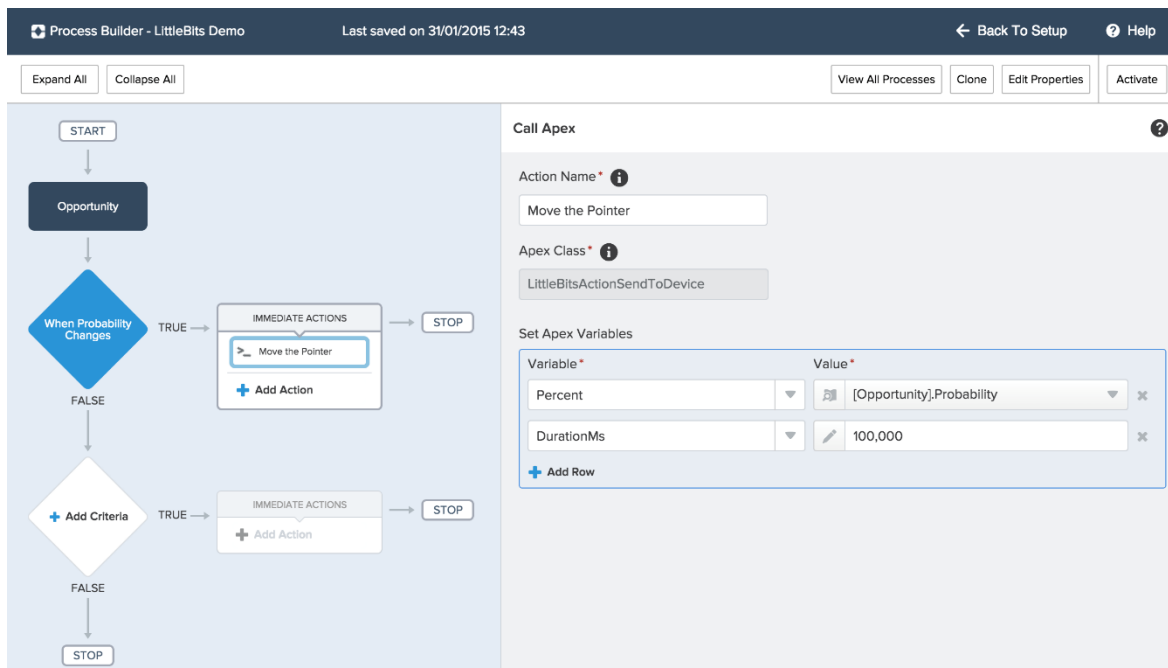 Process Builder - LittleBits Demo
Last saved on 31/01/2015 12:43
Back To Setup
Help
Expand All
Collapse All
View All Processes
Clone
Edit Properties
Activate
START
Opportunity
When Probability
Changes
TRUE
IMMEDIATE ACTIONS
Move the Pointer
Add Action
STOP
FALSE
Add Criteria
TRUE
IMMEDIATE ACTIONS
Add Action
STOP
FALSE
STOP
Call Apex
Action Name*
Move the Pointer
Apex Class*
LittleBitsActionSendToDevice
Set Apex Variables
Variable*
Value*
Percent
[Opportunity].Probability
DurationMs
100,000
Add Row